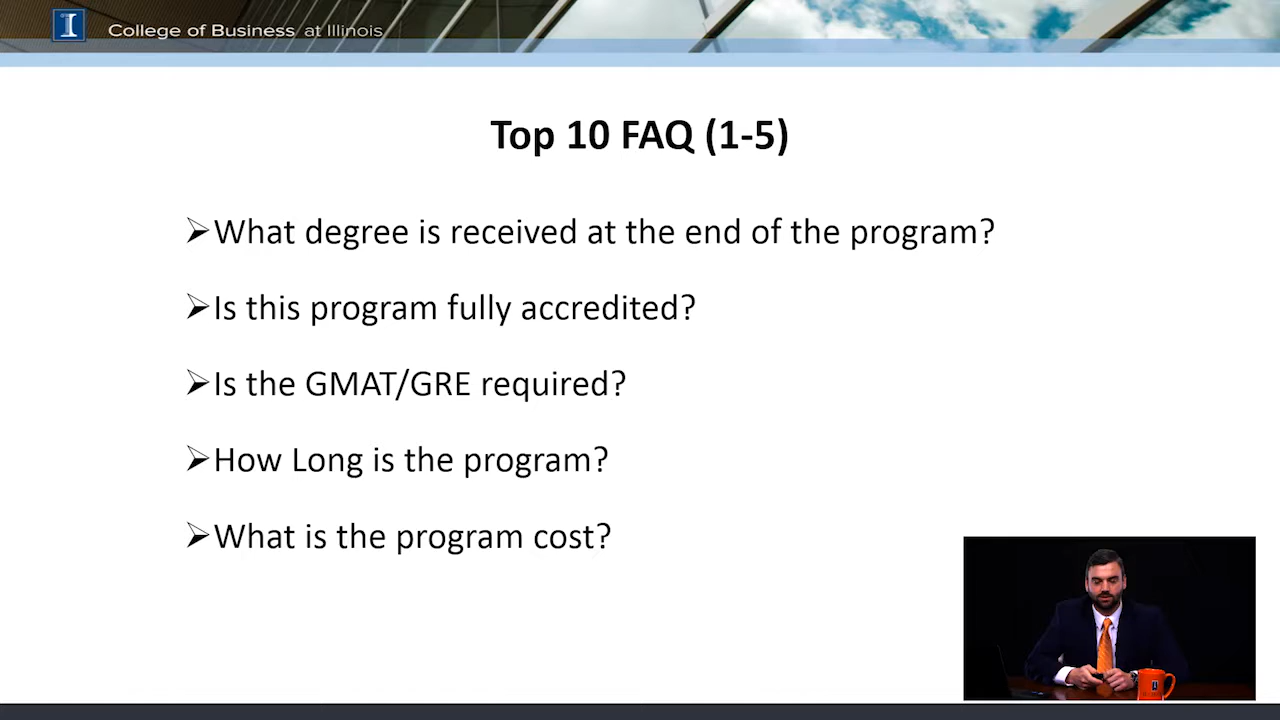 I
College of Business at Illinois
Top 10 FAQ (1-5)
➢What degree is received at the end of the program?
➢Is this program fully accredited?
➢Is the GMAT/GRE required?
➢How Long is the program?
➢What is the program cost?
I